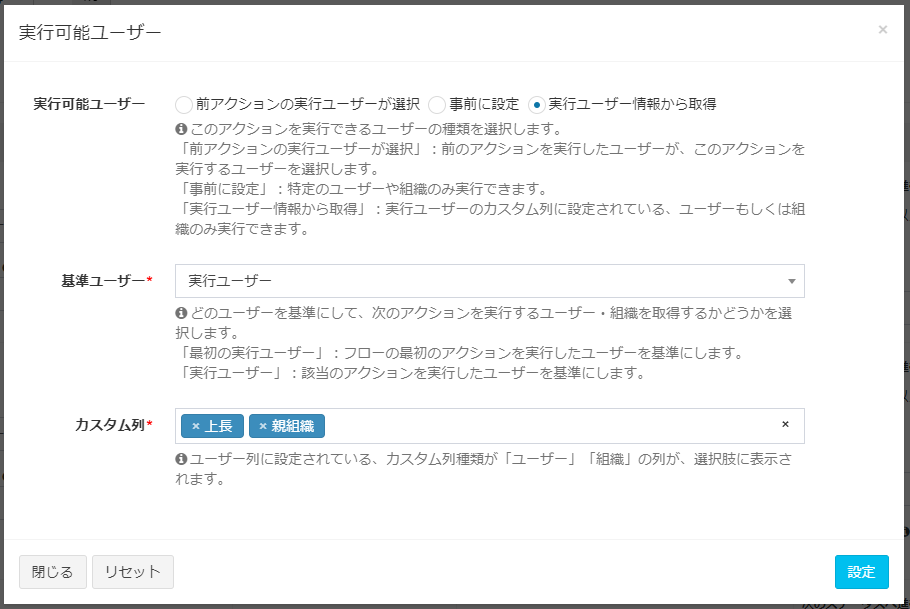 実行可能ユーザー
×
実行可能ユーザー 前アクションの実行ユーザーが選択 事前に設定 実行ユーザー情報から取得
このアクションを実行できるユーザーの種類を選択します。
「前アクションの実行ユーザーが選択」：前のアクションを実行したユーザーが、このアクションを
実行するユーザーを選択します。
「事前に設定」：特定のユーザーや組織のみ実行できます。
「実行ユーザー情報から取得」：実行ユーザーのカスタム列に設定されている、ユーザーもしくは組
織のみ実行できます。
基準ユーザー* 実行ユーザー
どのユーザーを基準にして、次のアクションを実行するユーザー・組織を取得するかどうかを選
択します。
「最初の実行ユーザー」：フローの最初のアクションを実行したユーザーを基準にします。
「実行ユーザー」：該当のアクションを実行したユーザーを基準にします。
カスタム列* ×上長 ×親組織 ×
ユーザー列に設定されている、カスタム列種類が「ユーザー」「組織」の列が、選択肢に表示さ
れます。
閉じる リセット 設定